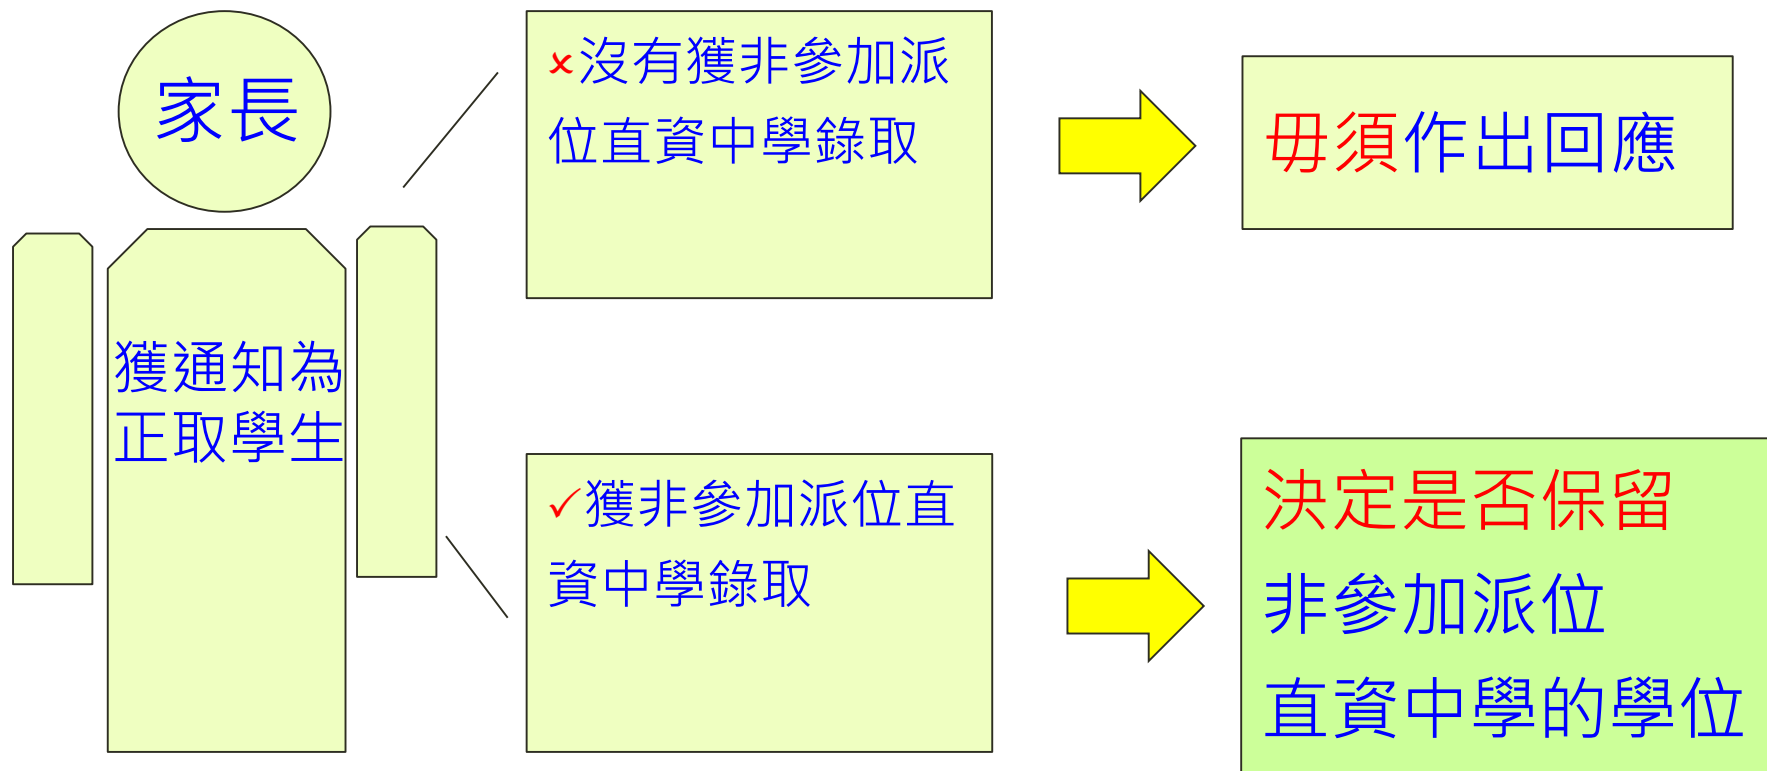 家長
獲通知為
正取學生
✘沒有獲非參加派
位直資中學錄取
毋須作出回應
✓獲非參加派位直
資中學錄取
決定是否保留
非參加派位
直資中學的學位